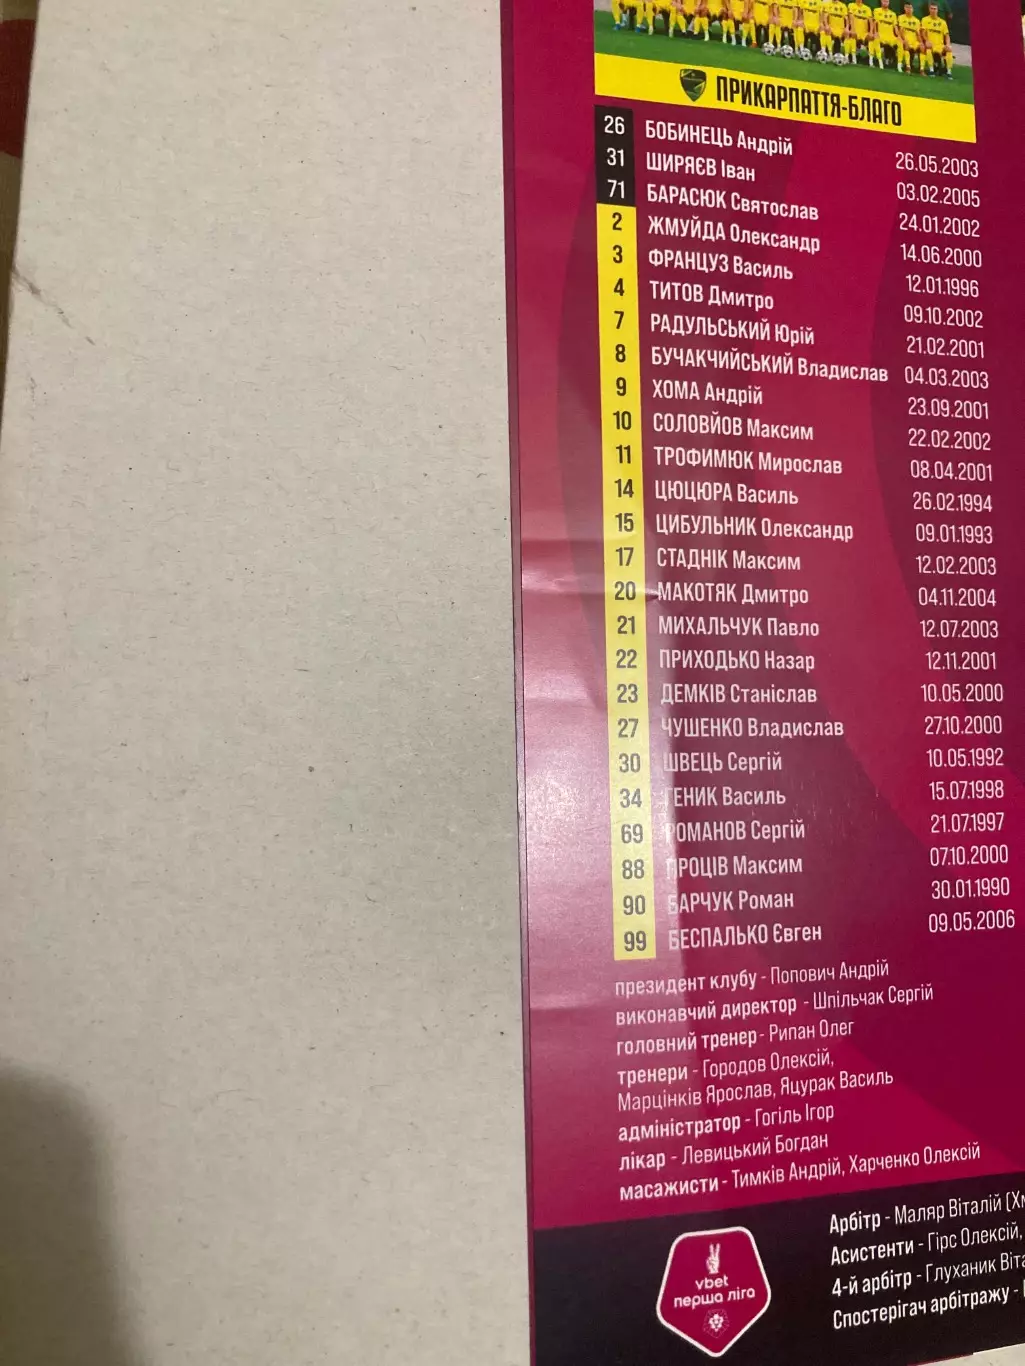 ПРИКАРПАТТЯ-БЛАГО
26 БОБИНЕЦЬ Андрій 26.05.2003
31 ШИРЯЄВ Іван 03.02.2005
71 БАРАСЮК Святослав 24.01.2002
2 ЖМУЙДА Олександр 14.06.2000
3 ФРАНЦУЗ Василь 12.01.1996
4 ТИТОВ Дмитро 09.10.2002
7 РАДУЛЬСЬКИЙ Юрій 21.02.2001
8 БУЧАКЧИЙСЬКИЙ Владислав 04.03.2003
9 ХОМА Андрій 23.09.2001
10 СОЛОВЙОВ Максим 22.02.2002
11 ТРОФИМЮК Мирослав 08.04.2001
14 ЦЮЦЮРА Василь 26.02.1994
15 ЦИБУЛЬНИК Олександр 09.01.1993
17 СТАДНІК Максим 12.02.2003
20 МАКОТЯК Дмитро 04.11.2004
21 МИХАЛЬЧУК Павло 12.07.2003
22 ПРИХОДЬКО Назар 12.11.2001
23 ДЕМКІВ Станіслав 10.05.2000
27 ЧУШЕНКО Владислав 27.10.2000
30 ШВЕЦЬ Сергій 10.05.1992
34 ГЕНИК Василь 15.07.1998
69 РОМАНОВ Сергій 21.07.1997
88 ПРОЦІВ Максим 07.10.2000
90 БАРЧУК Роман 30.01.1990
99 БЕСПАЛЬКО Євген 09.05.2006
президент клубу - Попович Андрій
виконавчий директор - Шпільчак Сергій
головний тренер- Рипан Олег
тренери - Городов Олексій,
Марцінків Ярослав, Яцурак Василь
адміністратор - Гогіль Ігор
лікар - Левицький Богдан
масажисти - Тимків Андрій, Харченко Олексій
Арбітр - Маляр Віталій (Хм
Асистенти - Гірс Олексій,
4-й арбітр - Глуханик Віта
Спостерігач арбітражу -
vbet
перша ліга